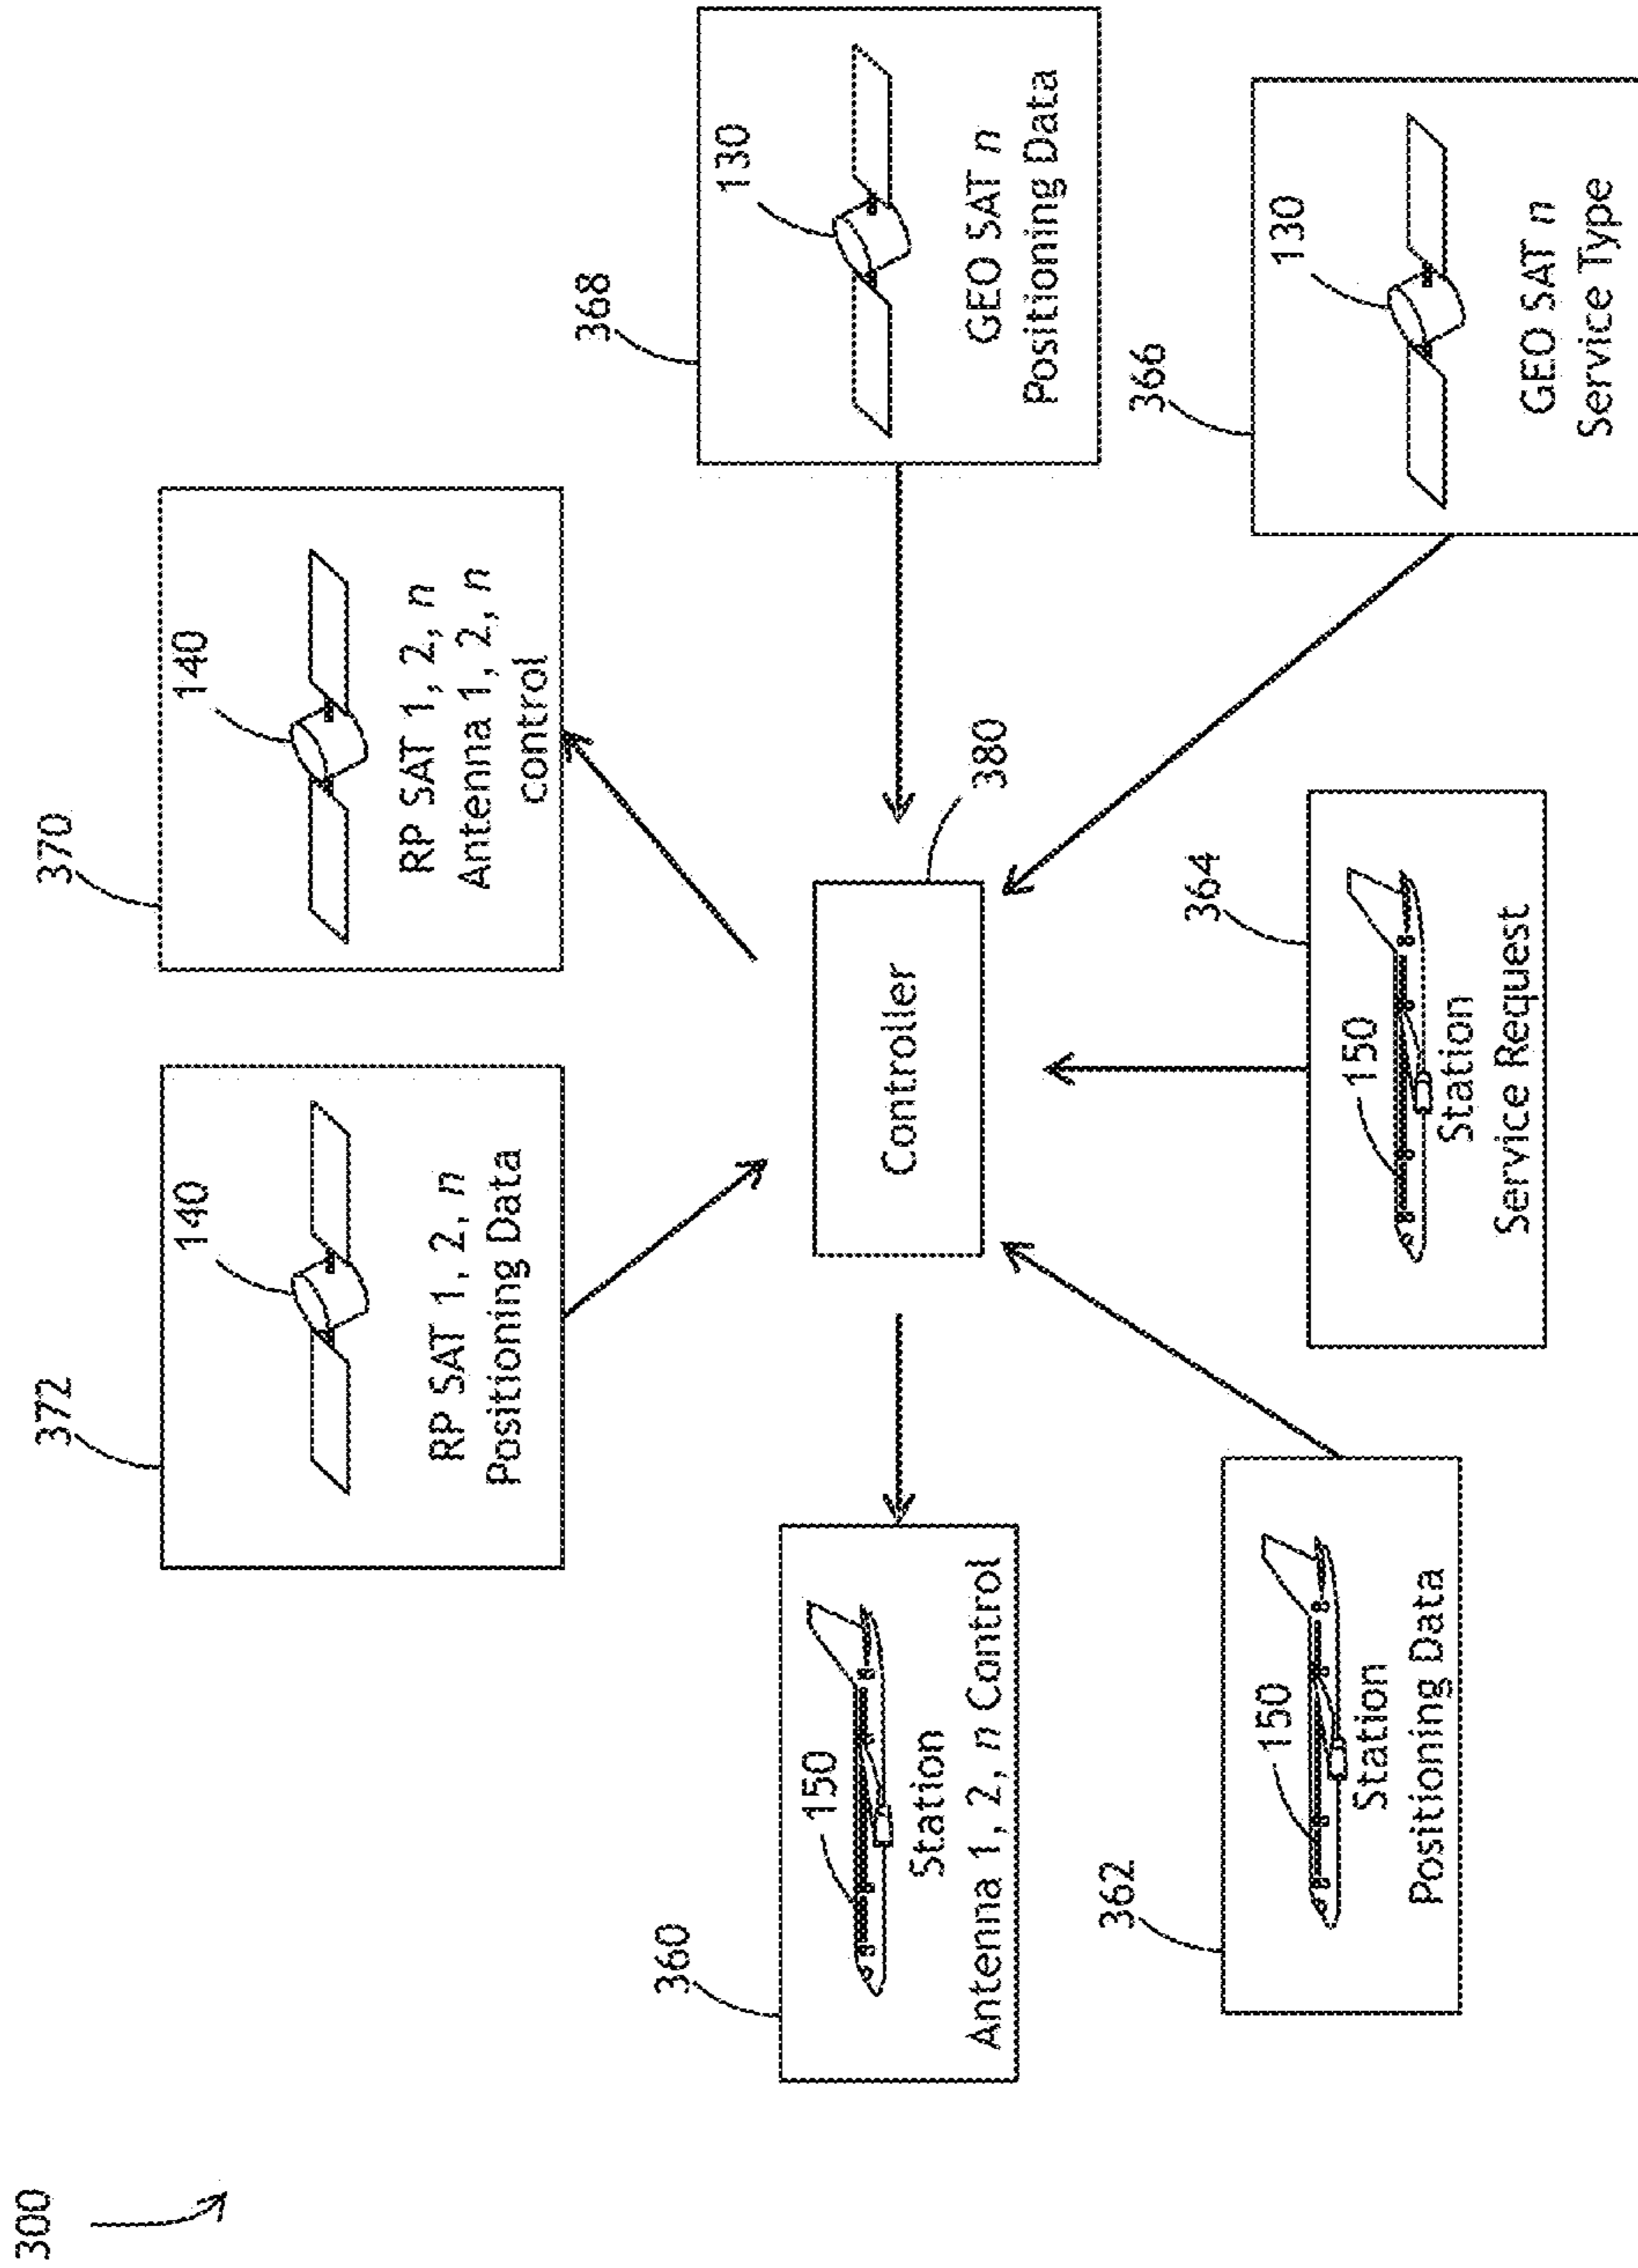 300
372
140
RP SAT 1, 2, n
Positioning Data
370
140
RP SAT 1, 2, n
Antenna 1, 2, n
control
360
150
Station
Antenna 1, 2, n Control
Controller
380
368
130
GEO SAT n
Positioning Data
362
150
Station
Positioning Data
364
150
Station
Service Request
366
130
GEO SAT n
Service Type